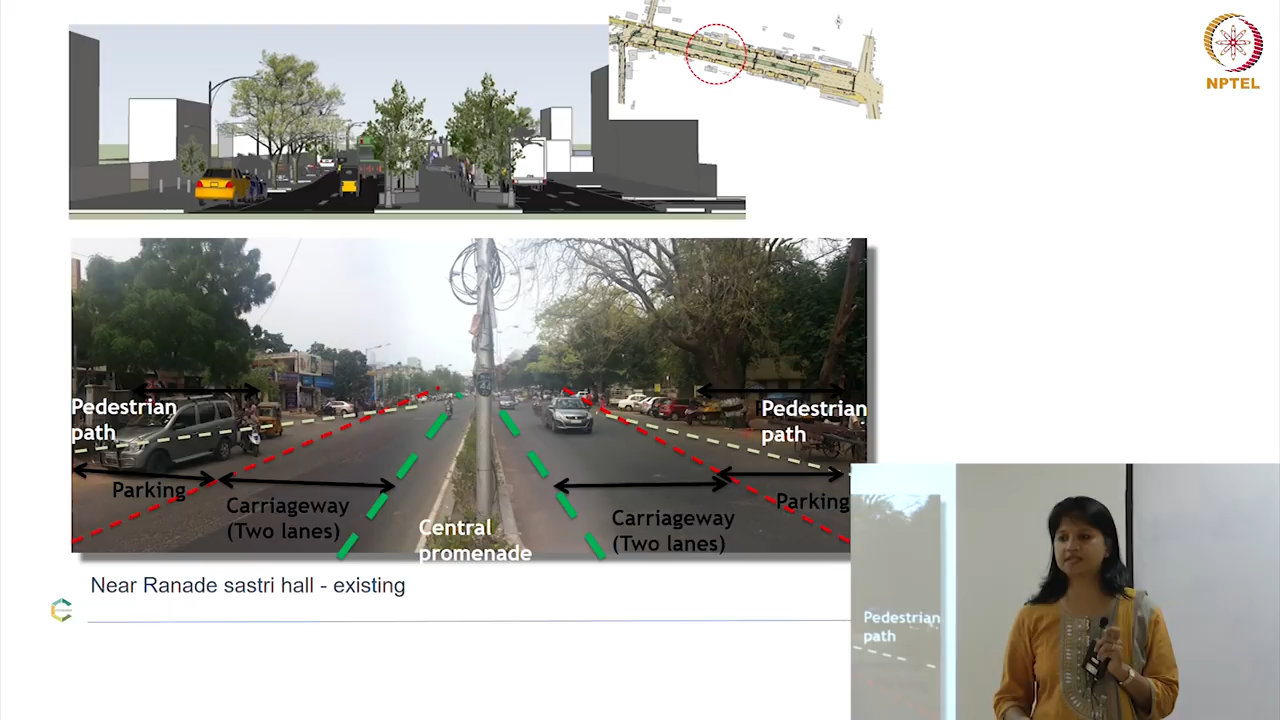 NPTEL
Pedestrian
path
Parking
Carriageway
(Two lanes)
Central
promenade
Carriageway
(Two lanes)
Pedestrian
path
Parking
Near Ranade sastri hall - existing
Pedestrian
path